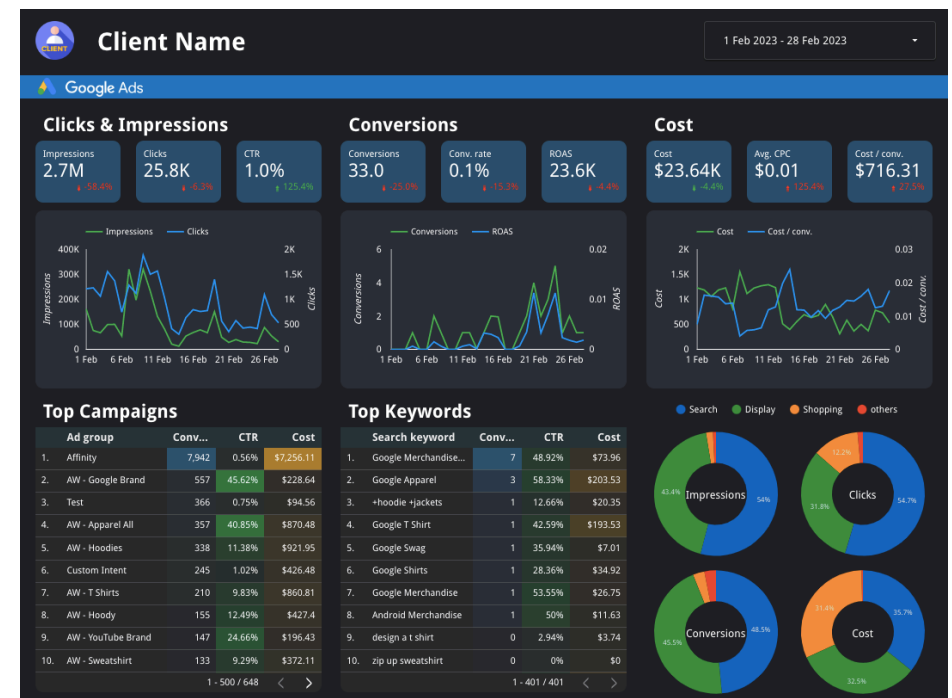 CLIENT
Client Name
1 Feb 2023 - 28 Feb 2023
Google Ads
Clicks & Impressions
Impressions
2.7M
-58.4%
Clicks
25.8K
-6.3%
CTR
1.0%
125.4%
Conversions
Conversions
33.0
-25.0%
Conv. rate
0.1%
-15.3%
ROAS
23.6K
-4.4%
Cost
Cost
$23.64K
-4.4%
Avg. CPC
$0.01
125.4%
Cost / conv.
$716.31
27.5%
Impressions Clicks
400K 2K
300K 1.5K
200K 1K
100K 500
0 0
Impressions
Clicks
1 Feb 6 Feb 11 Feb 16 Feb 21 Feb 26 Feb
Conversions ROAS
6 0.02
4
0.01
2
0 0
Conversions
ROAS
1 Feb 6 Feb 11 Feb 16 Feb 21 Feb 26 Feb
Cost Cost / conv.
2K 0.03
1.5K 0.02
1K
500 0.01
0 0
Cost
Cost / conv.
1 Feb 6 Feb 11 Feb 16 Feb 21 Feb 26 Feb
Top Campaigns
Ad group Conv... CTR Cost
1. Affinity 7,942 0.56% $7,256.11
2. AW - Google Brand 557 45.62% $228.64
3. Test 366 0.75% $94.56
4. AW - Apparel All 357 40.85% $870.48
5. AW - Hoodies 338 11.38% $921.95
6. Custom Intent 245 1.02% $426.48
7. AW - T Shirts 210 9.83% $860.81
8. AW - Hoody 155 12.49% $427.4
9. AW - YouTube Brand 147 24.66% $196.43
10. AW - Sweatshirt 133 9.29% $372.11
1 - 500 / 648 < >
Top Keywords
Search keyword Conv... CTR Cost
1. Google Merchandise... 7 48.92% $73.96
2. Google Apparel 3 58.33% $203.53
3. +hoodie +jackets 1 12.66% $20.35
4. Google T Shirt 1 42.59% $193.53
5. Google Swag 1 35.94% $7.01
6. Google Shirts 1 28.36% $34.92
7. Google Merchandise 1 53.55% $26.75
8. Android Merchandise 1 50% $11.63
9. design a t shirt 0 2.94% $3.74
10. zip up sweatshirt 0 0% $0
1 - 401 / 401 < >
Search Display Shopping others
43.4% Impressions 54%
12.2%
31.8% Clicks 54.7%
45.5% Conversions 48.5%
31.4% 35.7%
Cost
32.5%